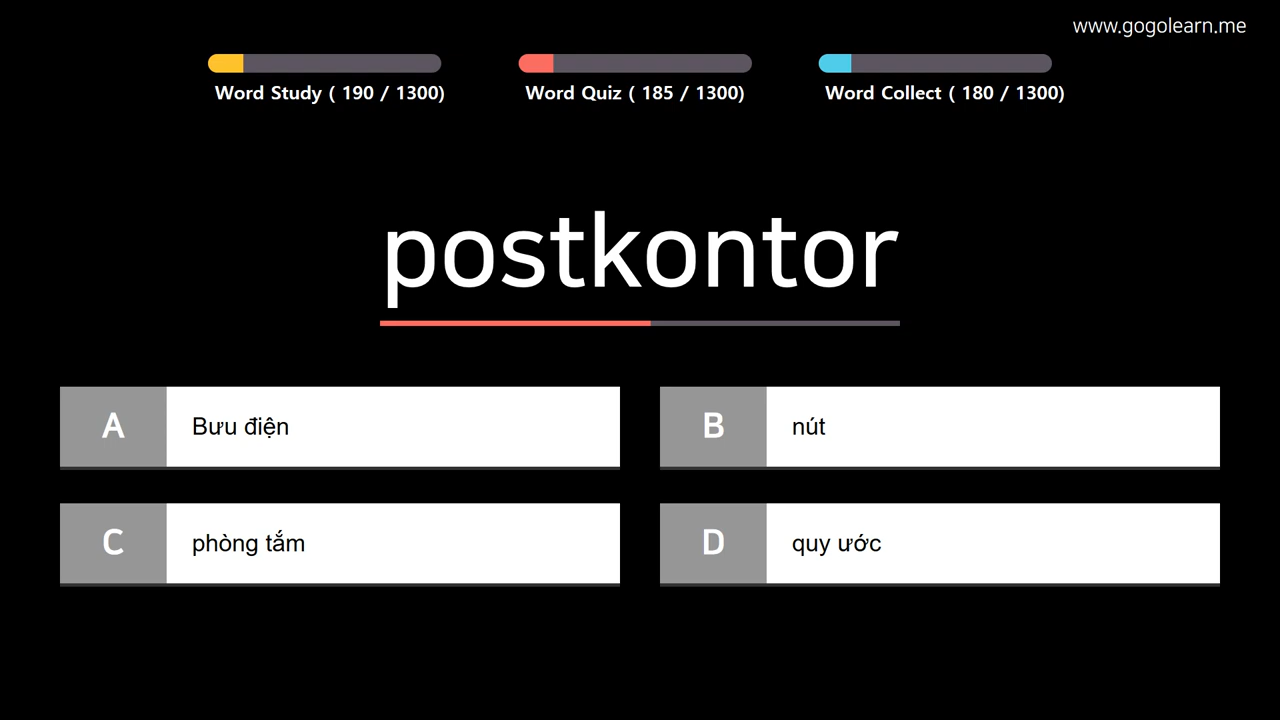 www.gogolearn.me
Word Study ( 190 / 1300)
Word Quiz ( 185 / 1300)
Word Collect ( 180 / 1300)
postkontor
A Bưu điện
B nút
C phòng tắm
D quy ước